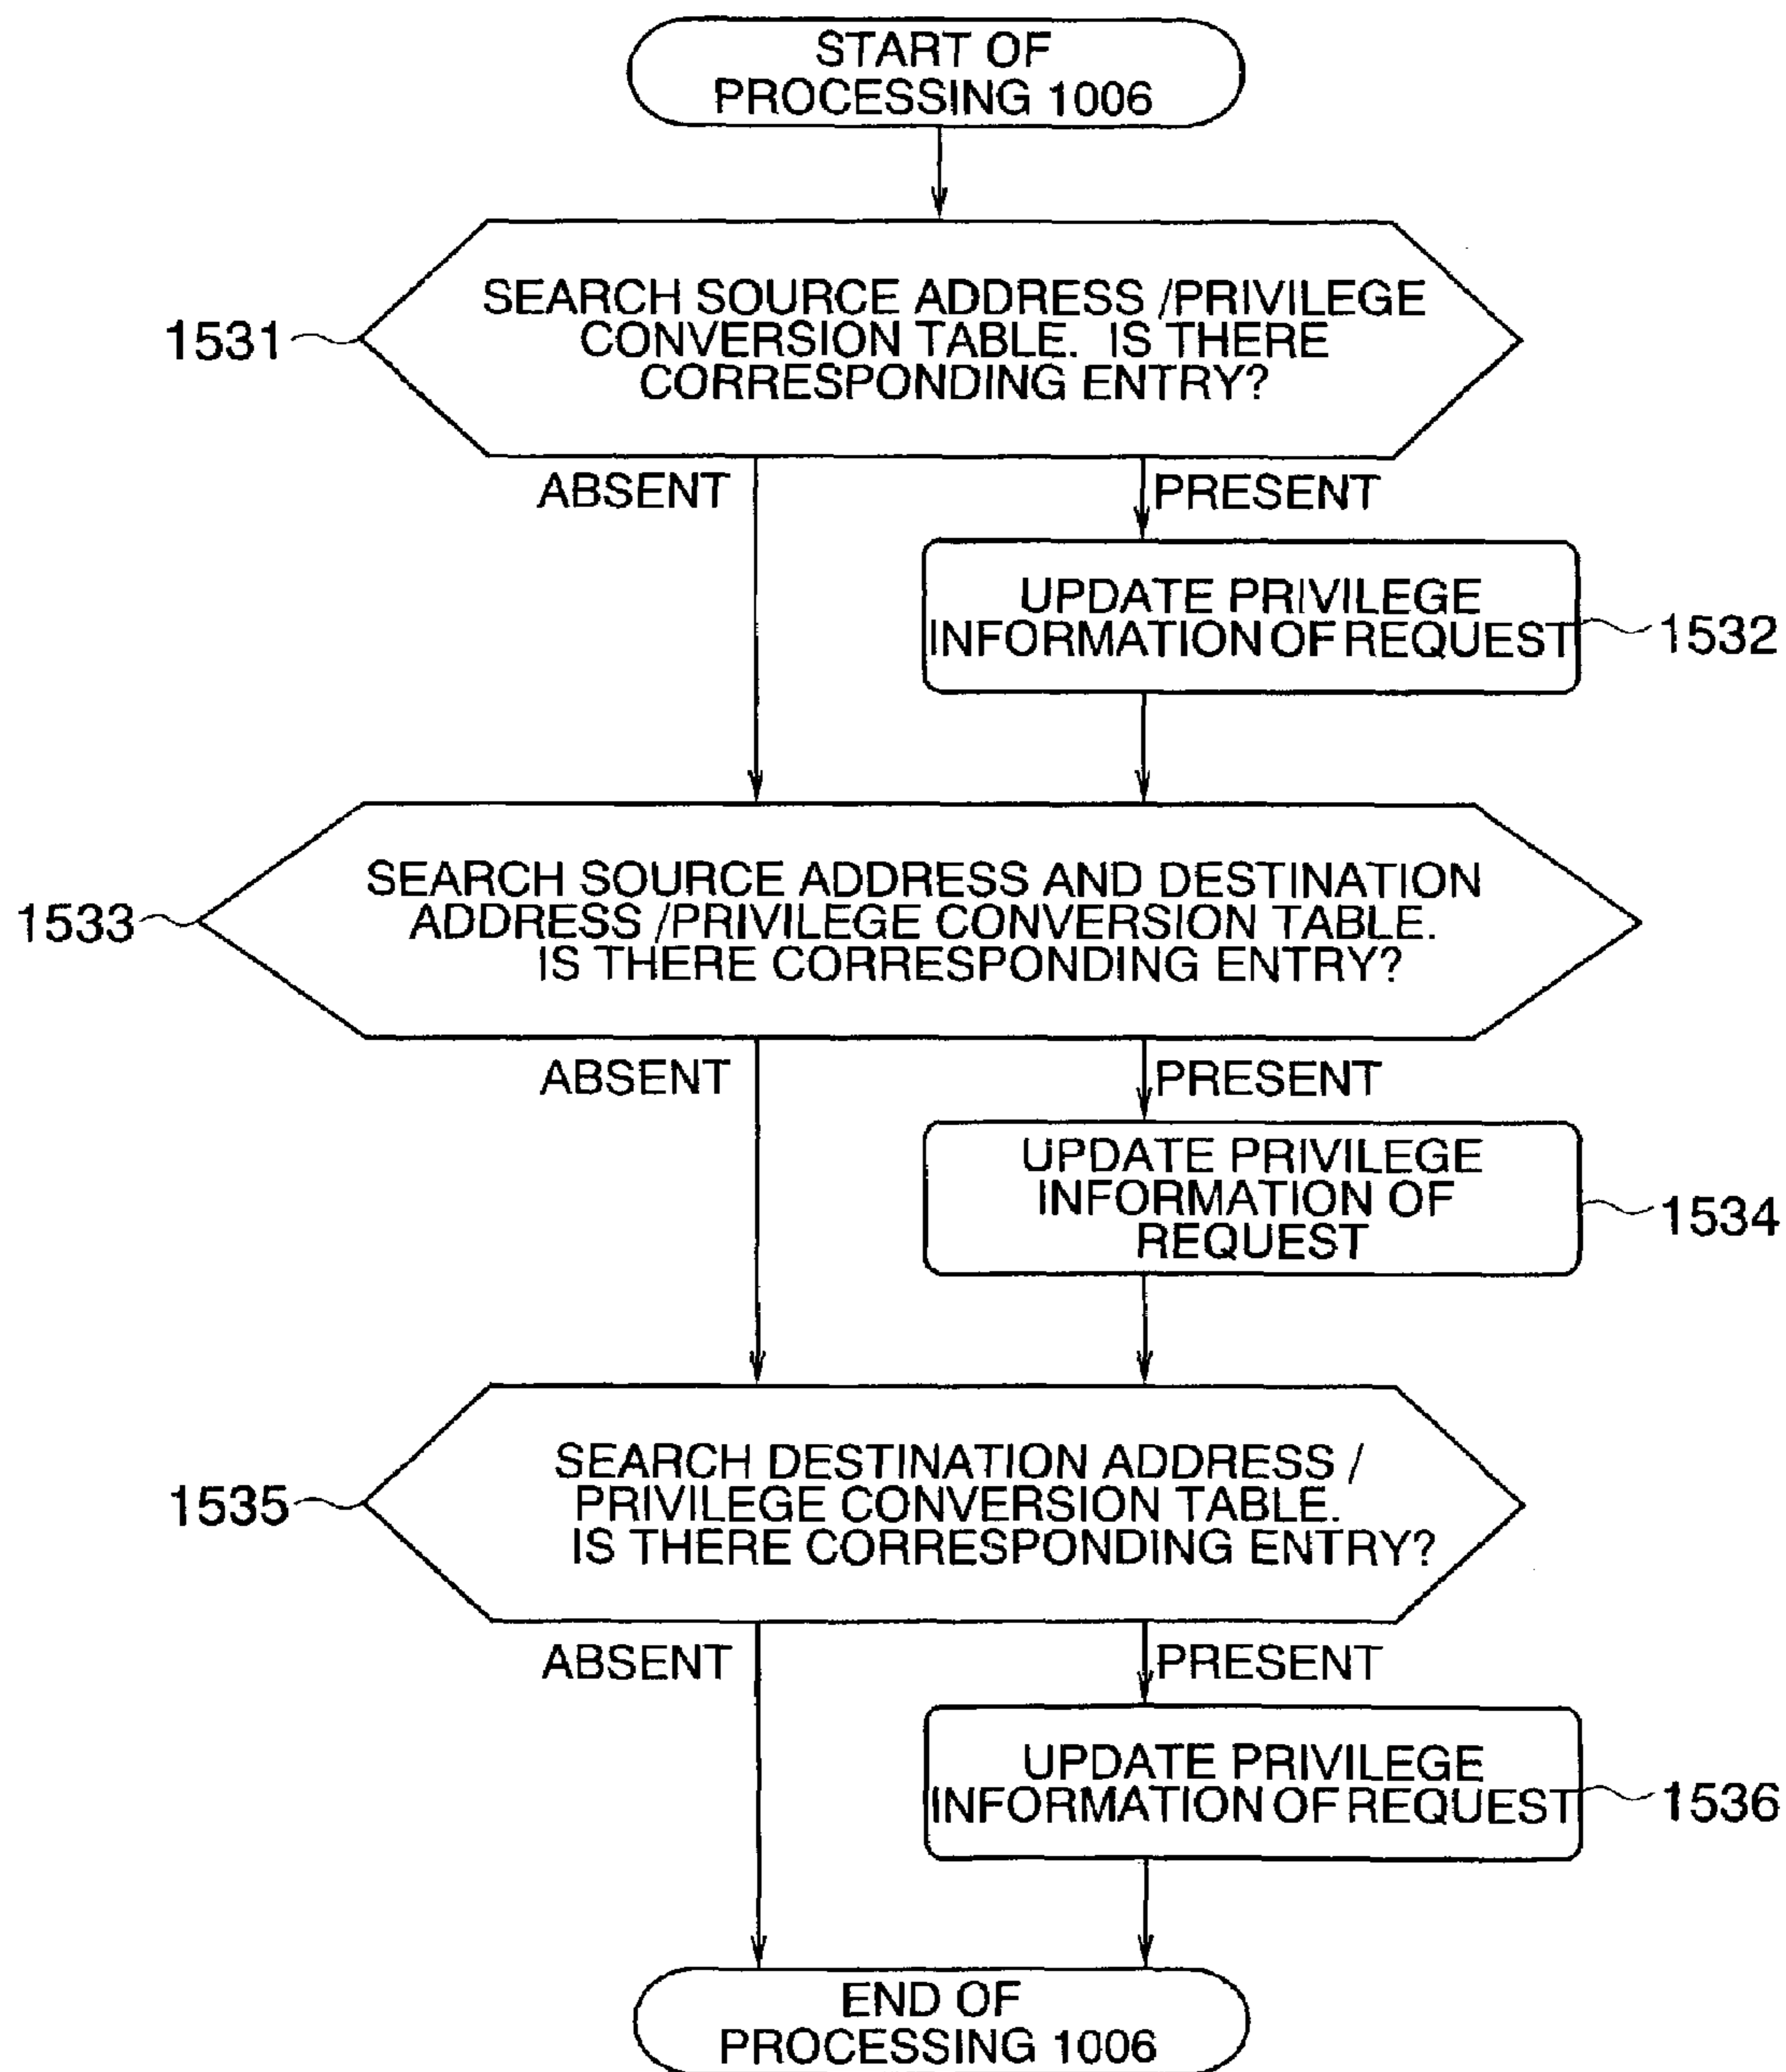 START OF
PROCESSING 1006
SEARCH SOURCE ADDRESS /PRIVILEGE
CONVERSION TABLE. IS THERE
CORRESPONDING ENTRY?
1531
ABSENT
PRESENT
UPDATE PRIVILEGE
INFORMATION OF REQUEST
1532
SEARCH SOURCE ADDRESS AND DESTINATION
ADDRESS /PRIVILEGE CONVERSION TABLE.
IS THERE CORRESPONDING ENTRY?
1533
ABSENT
PRESENT
UPDATE PRIVILEGE
INFORMATION OF
REQUEST
1534
SEARCH DESTINATION ADDRESS /
PRIVILEGE CONVERSION TABLE.
IS THERE CORRESPONDING ENTRY?
1535
ABSENT
PRESENT
UPDATE PRIVILEGE
INFORMATION OF REQUEST
1536
END OF
PROCESSING 1006